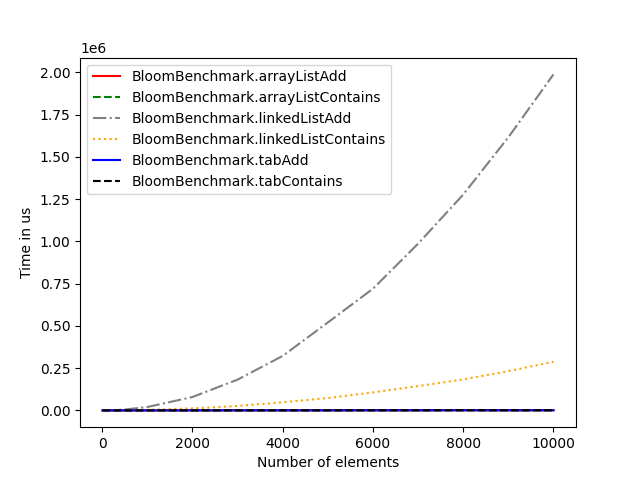 1e6
2.00
1.75
1.50
1.25
1.00
0.75
0.50
0.25
0.00
Time in us
BloomBenchmark.arrayListAdd
BloomBenchmark.arrayListContains
BloomBenchmark.linkedListAdd
BloomBenchmark.linkedListContains
BloomBenchmark.tabAdd
BloomBenchmark.tabContains
0 2000 4000 6000 8000 10000
Number of elements